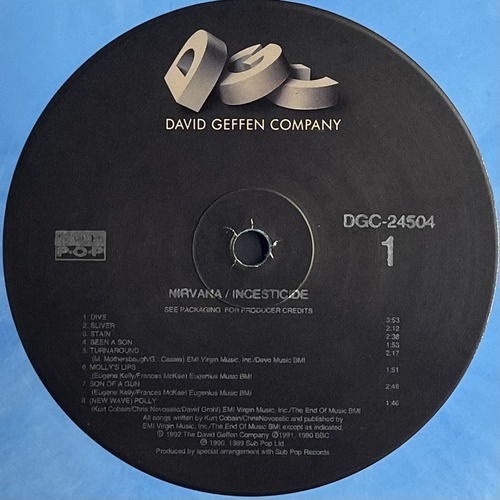 DGC
DAVID GEFFEN COMPANY
SUB
POP
DGC-24504
1
NIRVANA / INCESTICIDE
SEE PACKAGING FOR PRODUCER CREDITS
1. DIVE 3:53
2. SLIVER 2:12
3. STAIN 2:38
4. BEEN A SON 1:53
5. TURNAROUND 2:17
(M. Mothersbaugh/G. Casale) EMI Virgin Music, Inc./Devo Music BMI
6. MOLLY'S LIPS 1:51
(Eugene Kelly/Frances McKee) Eugenius Music BMI
7. SON OF A GUN 2:48
(Eugene Kelly/Frances McKee) Eugenius Music BMI
8. (NEW WAVE) POLLY 1:46
(Kurt Cobain/Chris Novoselic/David Grohl) EMI Virgin Music, Inc./The End Of Music BMI
All songs written by Kurt Cobain/Chris Novoselic and published by
EMI Virgin Music, Inc./The End Of Music BMI except as indicated.
℗ 1992 The David Geffen Company ℗1991, 1990 BBC
℗ 1990, 1989 Sub Pop Ltd.
Produced by special arrangement with Sub Pop Records